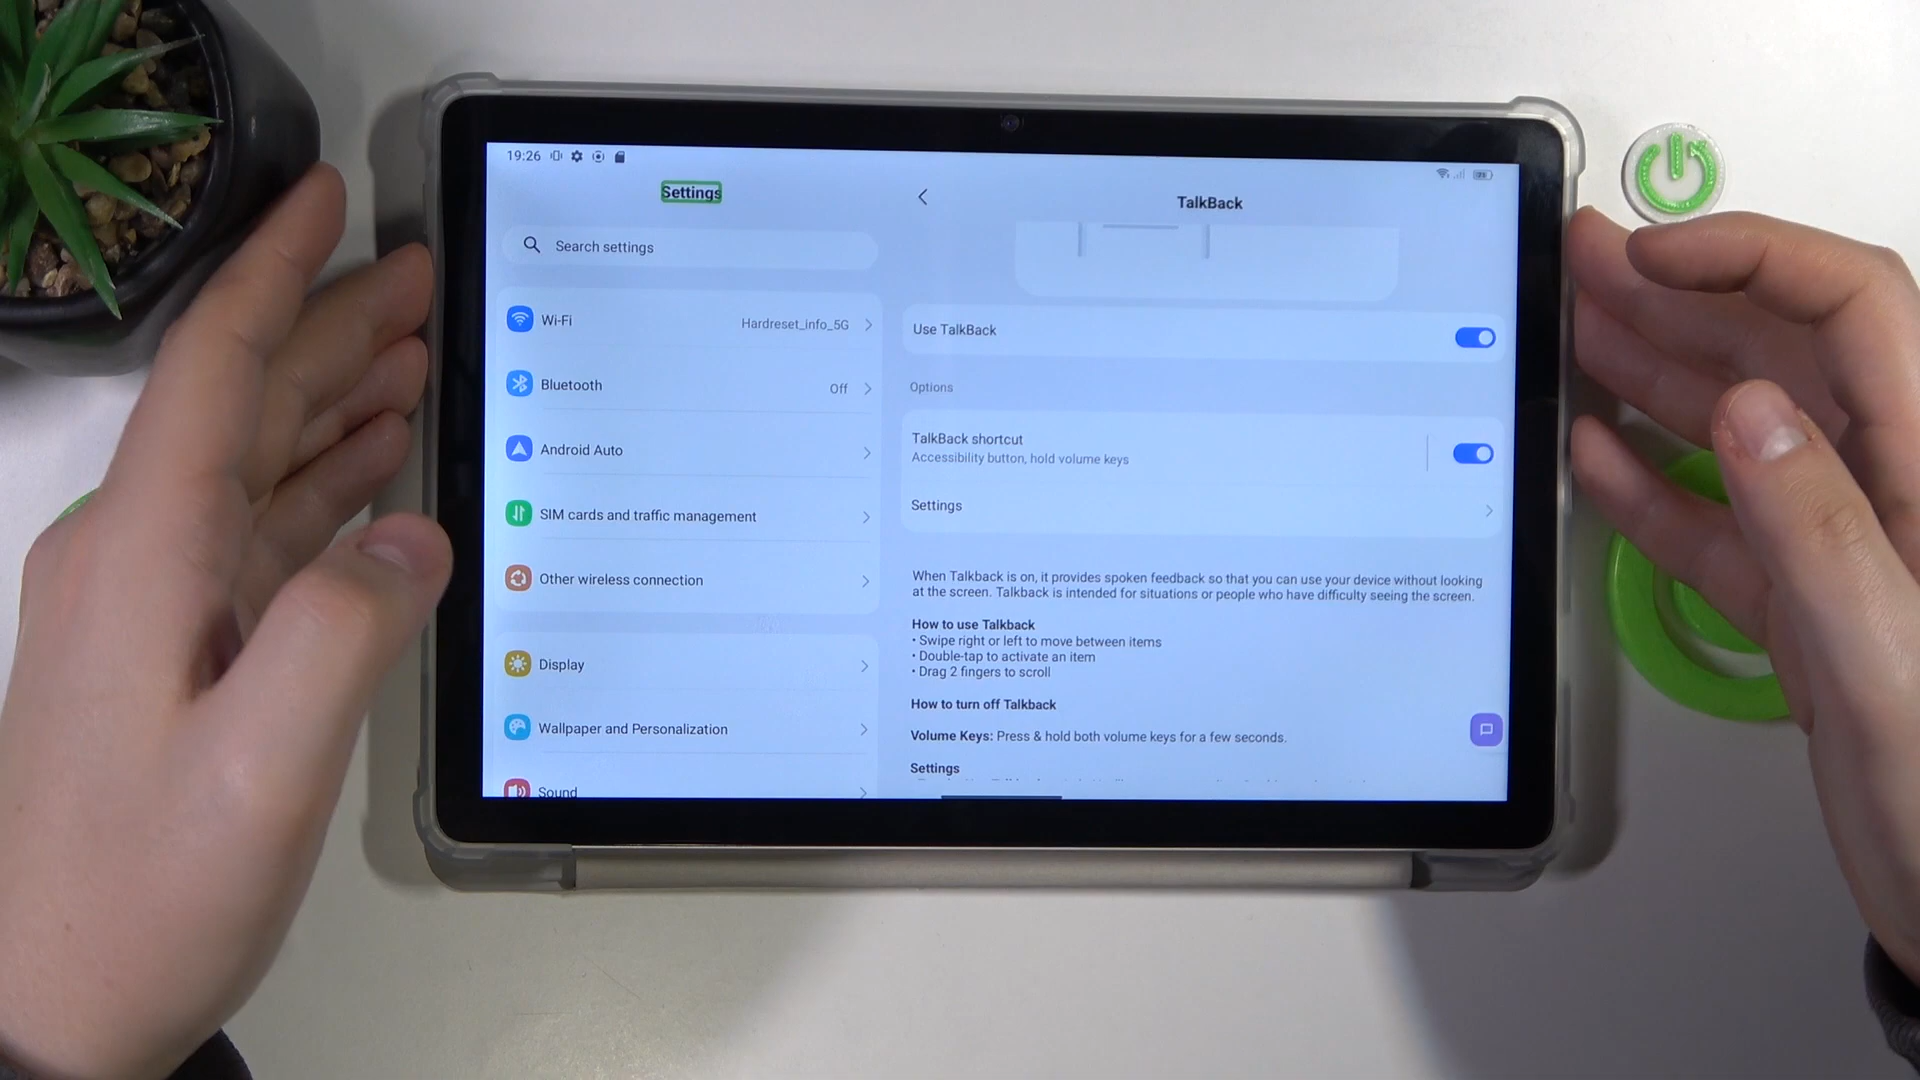 19:26
Settings
Search settings
Wi-Fi
Hardreset_info_5G
Bluetooth
Off
Android Auto
SIM cards and traffic management
Other wireless connection
Display
Wallpaper and Personalization
Sound
TalkBack
Use TalkBack
Options
TalkBack shortcut
Accessibility button, hold volume keys
Settings
When Talkback is on, it provides spoken feedback so that you can use your device without looking
at the screen. Talkback is intended for situations or people who have difficulty seeing the screen.
How to use Talkback
• Swipe right or left to move between items
• Double-tap to activate an item
• Drag 2 fingers to scroll
How to turn off Talkback
Volume Keys: Press & hold both volume keys for a few seconds.
Settings